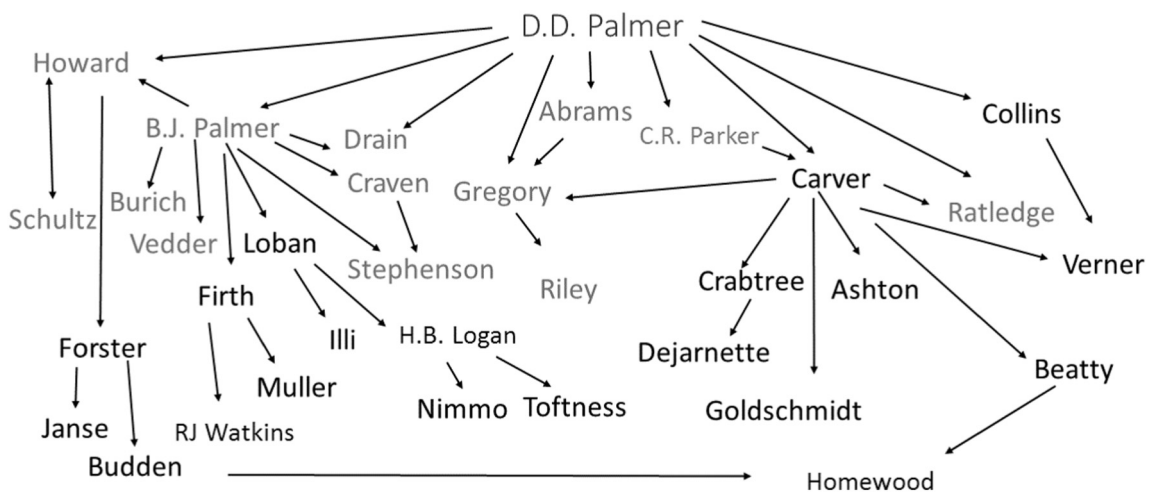 D.D. Palmer
Howard
Abrams
Collins
B.J. Palmer
Drain
C.R. Parker
Craven
Gregory
Carver
Burich
Schultz
Ratledge
Vedder
Loban
Stephenson
Verner
Riley
Crabtree
Ashton
Firth
Illi
H.B. Logan
Forster
Dejarnette
Beatty
Muller
Nimmo
Toftness
Goldschmidt
Janse
RJ Watkins
Budden
Homewood